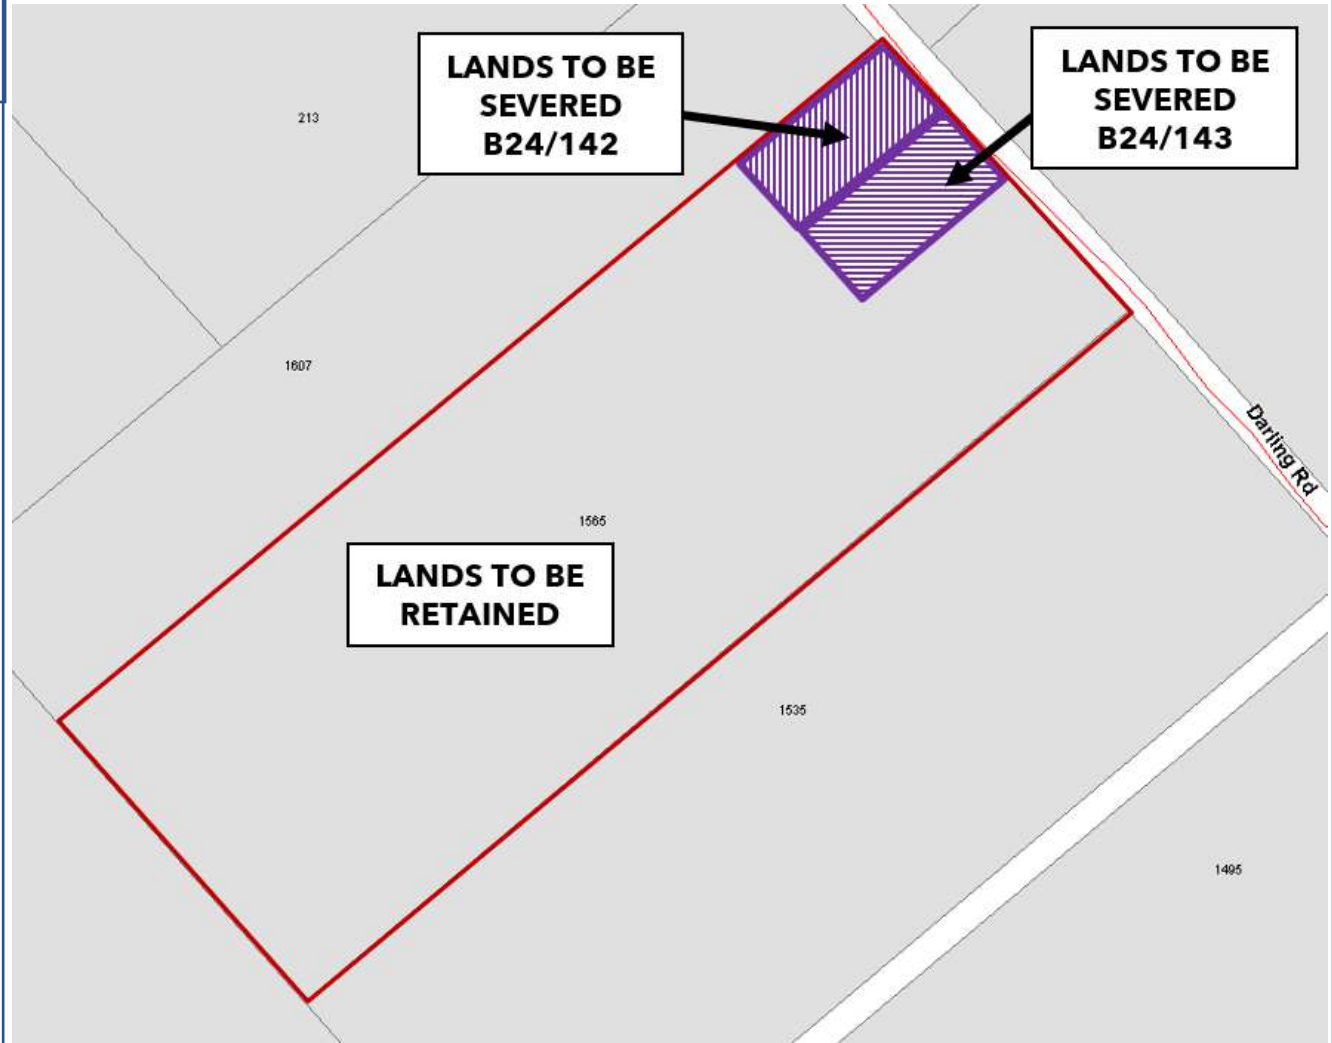 LANDS TO BE
SEVERED
B24/142
LANDS TO BE
SEVERED
B24/143
213
1607
Darling Rd
1565
LANDS TO BE
RETAINED
1535
1495